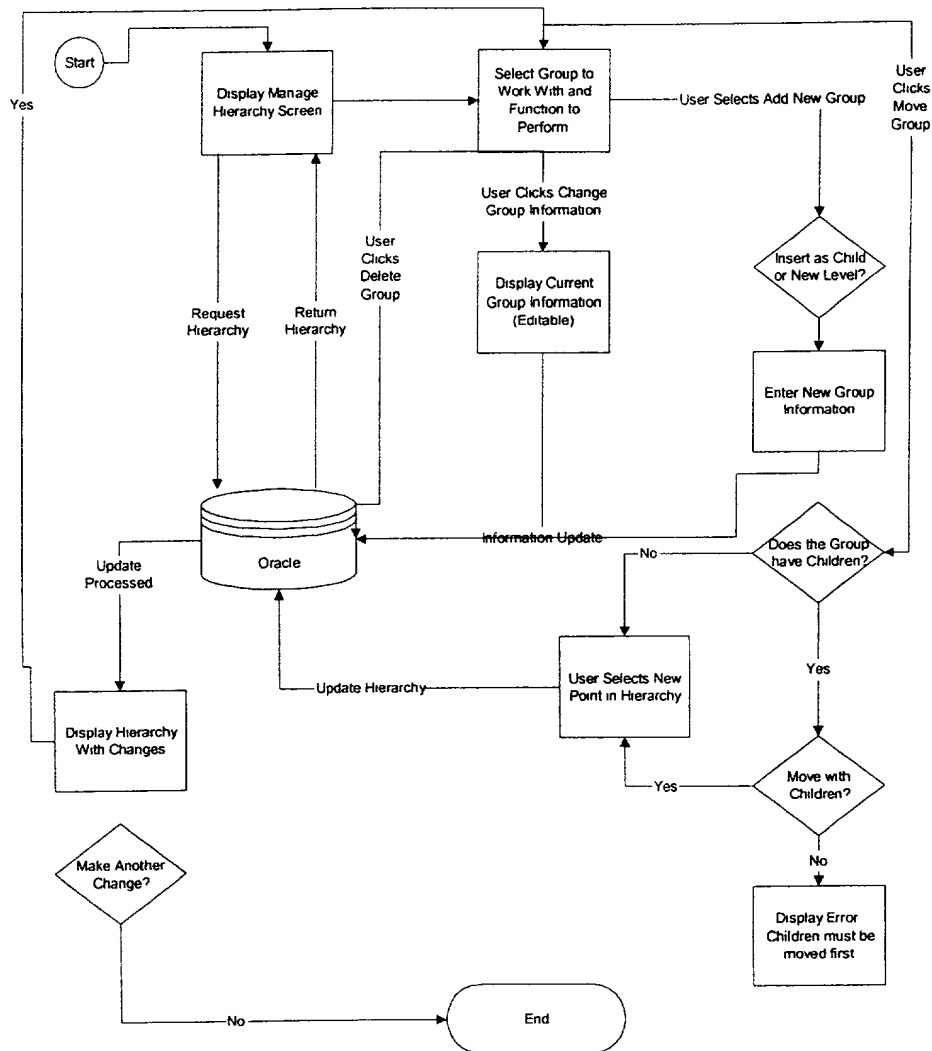 Start
Yes
Display Manage
Hierarchy Screen
Select Group to
Work With and
Function to
Perform
User Selects Add New Group
User
Clicks
Move
Group
User Clicks Change
Group Information
User
Clicks
Delete
Group
Insert as Child
or New Level?
Display Current
Group Information
(Editable)
Request
Hierarchy
Return
Hierarchy
Enter New Group
Information
Oracle
Information Update
No
Does the Group
have Children?
Update
Processed
Yes
Update Hierarchy
User Selects New
Point in Hierarchy
Display Hierarchy
With Changes
Yes
Move with
Children?
Make Another
Change?
No
Display Error
Children must be
moved first
No
End